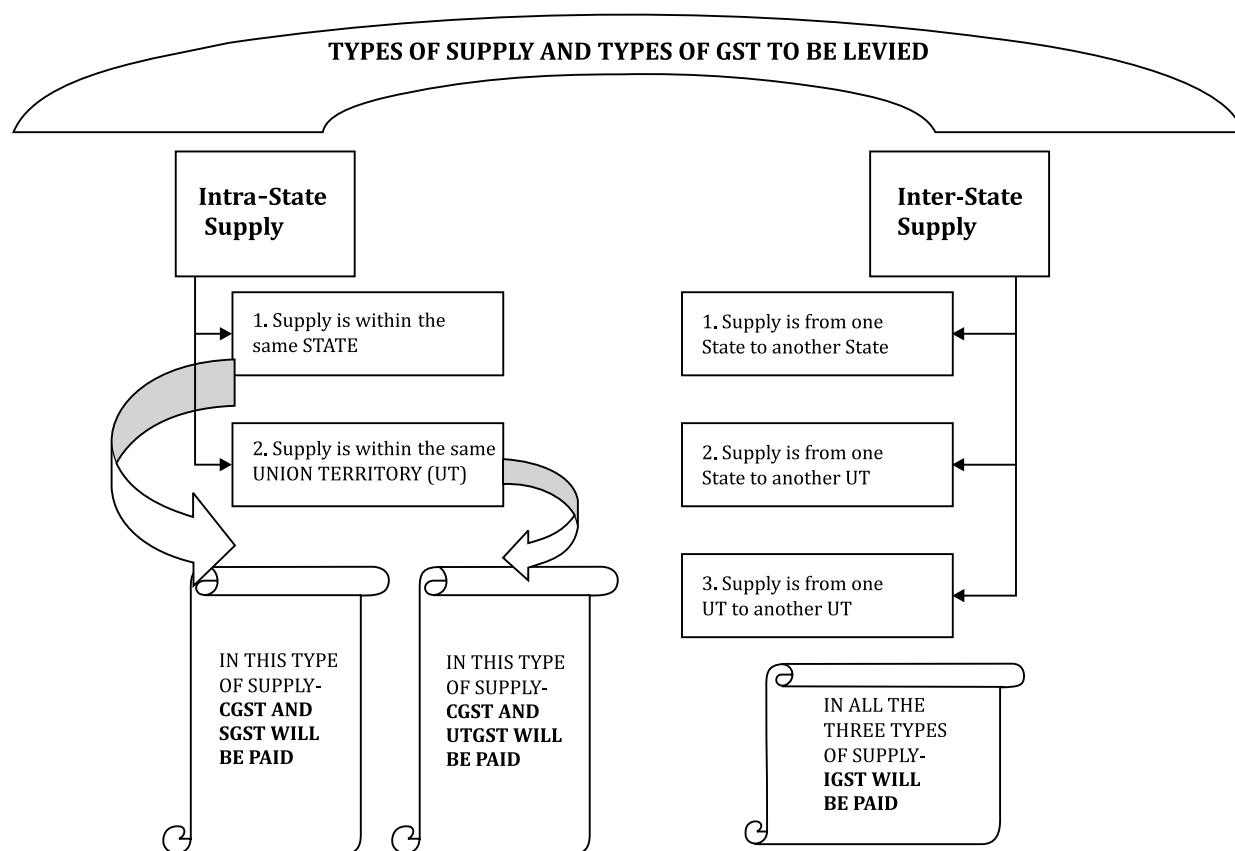 TYPES OF SUPPLY AND TYPES OF GST TO BE LEVIED
Intra-State
Supply
1. Supply is within the
same STATE
2. Supply is within the same
UNION TERRITORY (UT)
IN THIS TYPE
OF SUPPLY-
CGST AND
SGST WILL
BE PAID
IN THIS TYPE
OF SUPPLY-
CGST AND
UTGST WILL
BE PAID
Inter-State
Supply
1. Supply is from one
State to another State
2. Supply is from one
State to another UT
3. Supply is from one
UT to another UT
IN ALL THE
THREE TYPES
OF SUPPLY-
IGST WILL
BE PAID